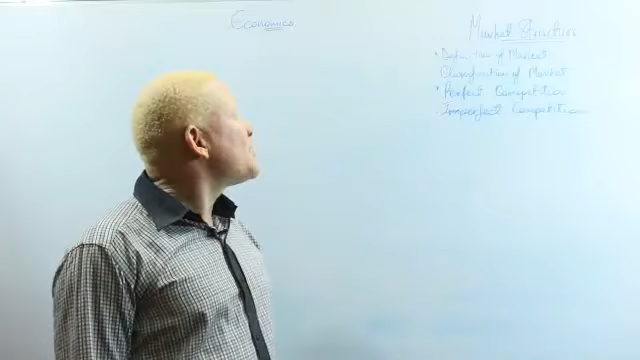 Economics
Market Structure
Definition of Market
Classification of Market
Perfect Competition
Imperfect Competition